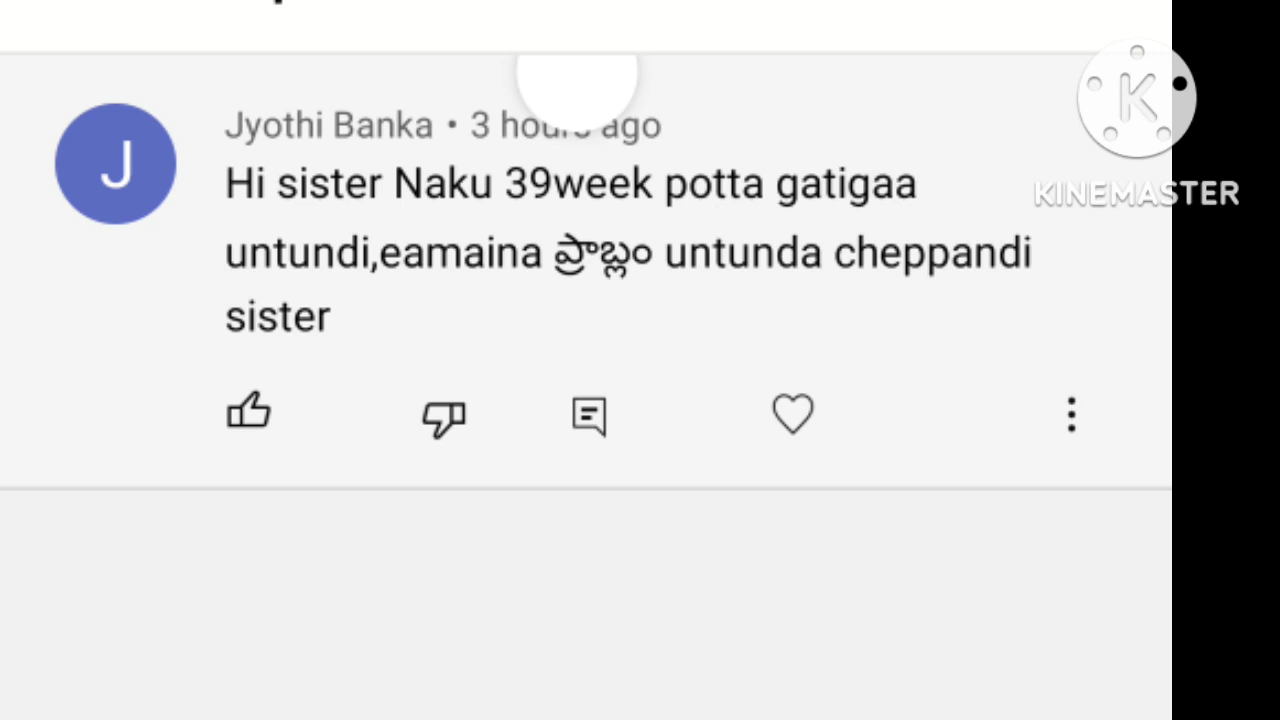 Jyothi Banka • 3 hours ago
Hi sister Naku 39week potta gatigaa
untundi,eamaina ప్రాబ్లం untunda cheppandi
sister
J
K
KINEMASTER